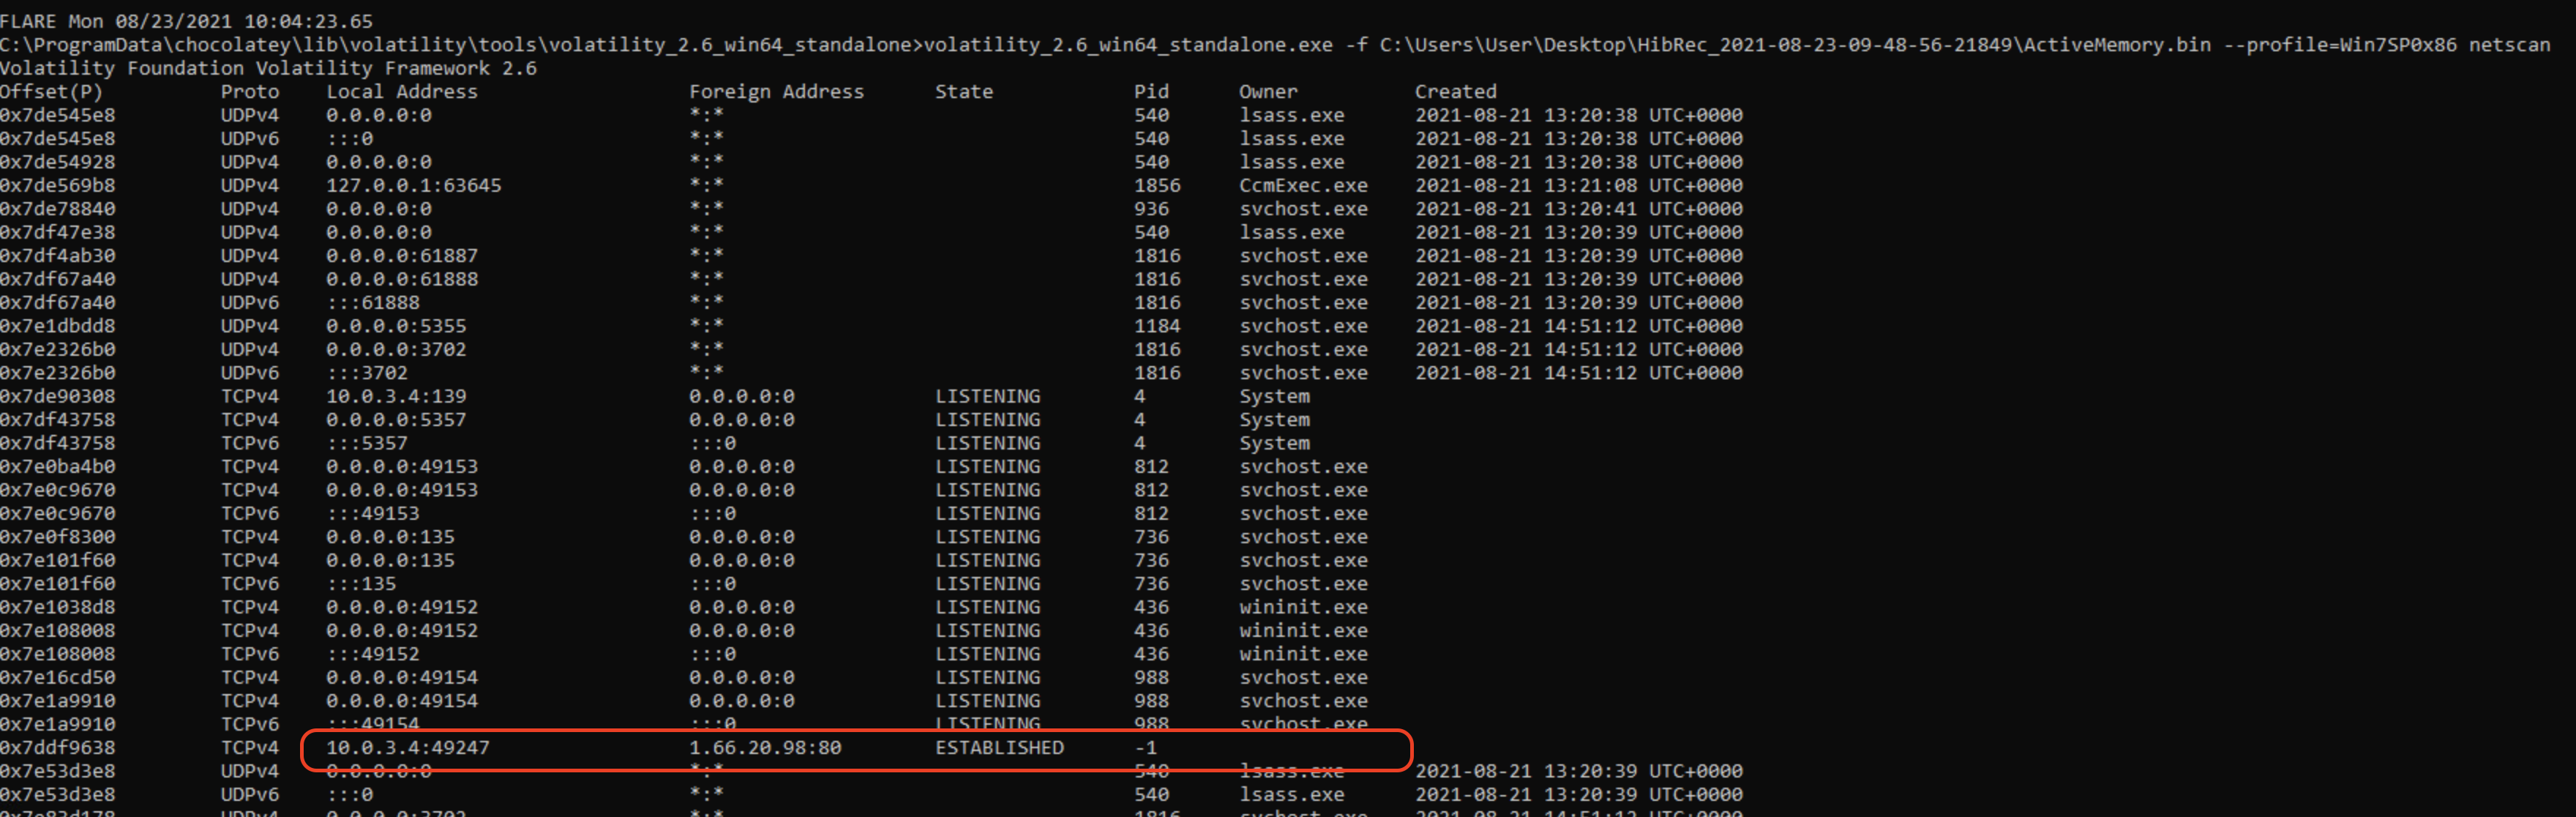 FLARE Mon 08/23/2021 10:04:23.65
C:\ProgramData\chocolatey\lib\volatility\tools\volatility_2.6_win64_standalone>volatility_2.6_win64_standalone.exe -f C:\Users\User\Desktop\HibRec_2021-08-23-09-48-56-21849\ActiveMemory.bin --profile=Win7SP0x86 netscan
Volatility Foundation Volatility Framework 2.6
Offset(P) Proto Local Address Foreign Address State Pid Owner Created
0x7de545e8 UDPv4 0.0.0.0:0 *:* 540 lsass.exe 2021-08-21 13:20:38 UTC+0000
0x7de545e8 UDPv6 :::0 *:* 540 lsass.exe 2021-08-21 13:20:38 UTC+0000
0x7de54928 UDPv4 0.0.0.0:0 *:* 540 lsass.exe 2021-08-21 13:20:38 UTC+0000
0x7de569b8 UDPv4 127.0.0.1:63645 *:* 1856 CcmExec.exe 2021-08-21 13:21:08 UTC+0000
0x7de78840 UDPv4 0.0.0.0:0 *:* 936 svchost.exe 2021-08-21 13:20:41 UTC+0000
0x7df47e38 UDPv4 0.0.0.0:0 *:* 540 lsass.exe 2021-08-21 13:20:39 UTC+0000
0x7df4ab30 UDPv4 0.0.0.0:61887 *:* 1816 svchost.exe 2021-08-21 13:20:39 UTC+0000
0x7df67a40 UDPv4 0.0.0.0:61888 *:* 1816 svchost.exe 2021-08-21 13:20:39 UTC+0000
0x7df67a40 UDPv6 :::61888 *:* 1816 svchost.exe 2021-08-21 13:20:39 UTC+0000
0x7e1dbdd8 UDPv4 0.0.0.0:5355 *:* 1184 svchost.exe 2021-08-21 14:51:12 UTC+0000
0x7e2326b0 UDPv4 0.0.0.0:3702 *:* 1816 svchost.exe 2021-08-21 14:51:12 UTC+0000
0x7e2326b0 UDPv6 :::3702 *:* 1816 svchost.exe 2021-08-21 14:51:12 UTC+0000
0x7de90308 TCPv4 10.0.3.4:139 0.0.0.0:0 LISTENING 4 System
0x7df43758 TCPv4 0.0.0.0:5357 0.0.0.0:0 LISTENING 4 System
0x7df43758 TCPv6 :::5357 :::0 LISTENING 4 System
0x7e0ba4b0 TCPv4 0.0.0.0:49153 0.0.0.0:0 LISTENING 812 svchost.exe
0x7e0c9670 TCPv4 0.0.0.0:49153 0.0.0.0:0 LISTENING 812 svchost.exe
0x7e0c9670 TCPv6 :::49153 :::0 LISTENING 812 svchost.exe
0x7e0f8300 TCPv4 0.0.0.0:135 0.0.0.0:0 LISTENING 736 svchost.exe
0x7e101f60 TCPv4 0.0.0.0:135 0.0.0.0:0 LISTENING 736 svchost.exe
0x7e101f60 TCPv6 :::135 :::0 LISTENING 736 svchost.exe
0x7e1038d8 TCPv4 0.0.0.0:49152 0.0.0.0:0 LISTENING 436 wininit.exe
0x7e108008 TCPv4 0.0.0.0:49152 0.0.0.0:0 LISTENING 436 wininit.exe
0x7e108008 TCPv6 :::49152 :::0 LISTENING 436 wininit.exe
0x7e16cd50 TCPv4 0.0.0.0:49154 0.0.0.0:0 LISTENING 988 svchost.exe
0x7e1a9910 TCPv4 0.0.0.0:49154 0.0.0.0:0 LISTENING 988 svchost.exe
0x7e1a9910 TCPv6 :::49154 :::0 LISTENING 988 svchost.exe
0x7ddf9638 TCPv4 10.0.3.4:49247 1.66.20.98:80 ESTABLISHED -1
0x7e53d3e8 UDPv4 0.0.0.0:0 *:* 540 lsass.exe 2021-08-21 13:20:39 UTC+0000
0x7e53d3e8 UDPv6 :::0 *:* 540 lsass.exe 2021-08-21 13:20:39 UTC+0000
UDPv4 0.0.0.0:3702 *:* 1816 svchost.exe 2021-08-21 14:51:12 UTC+0000